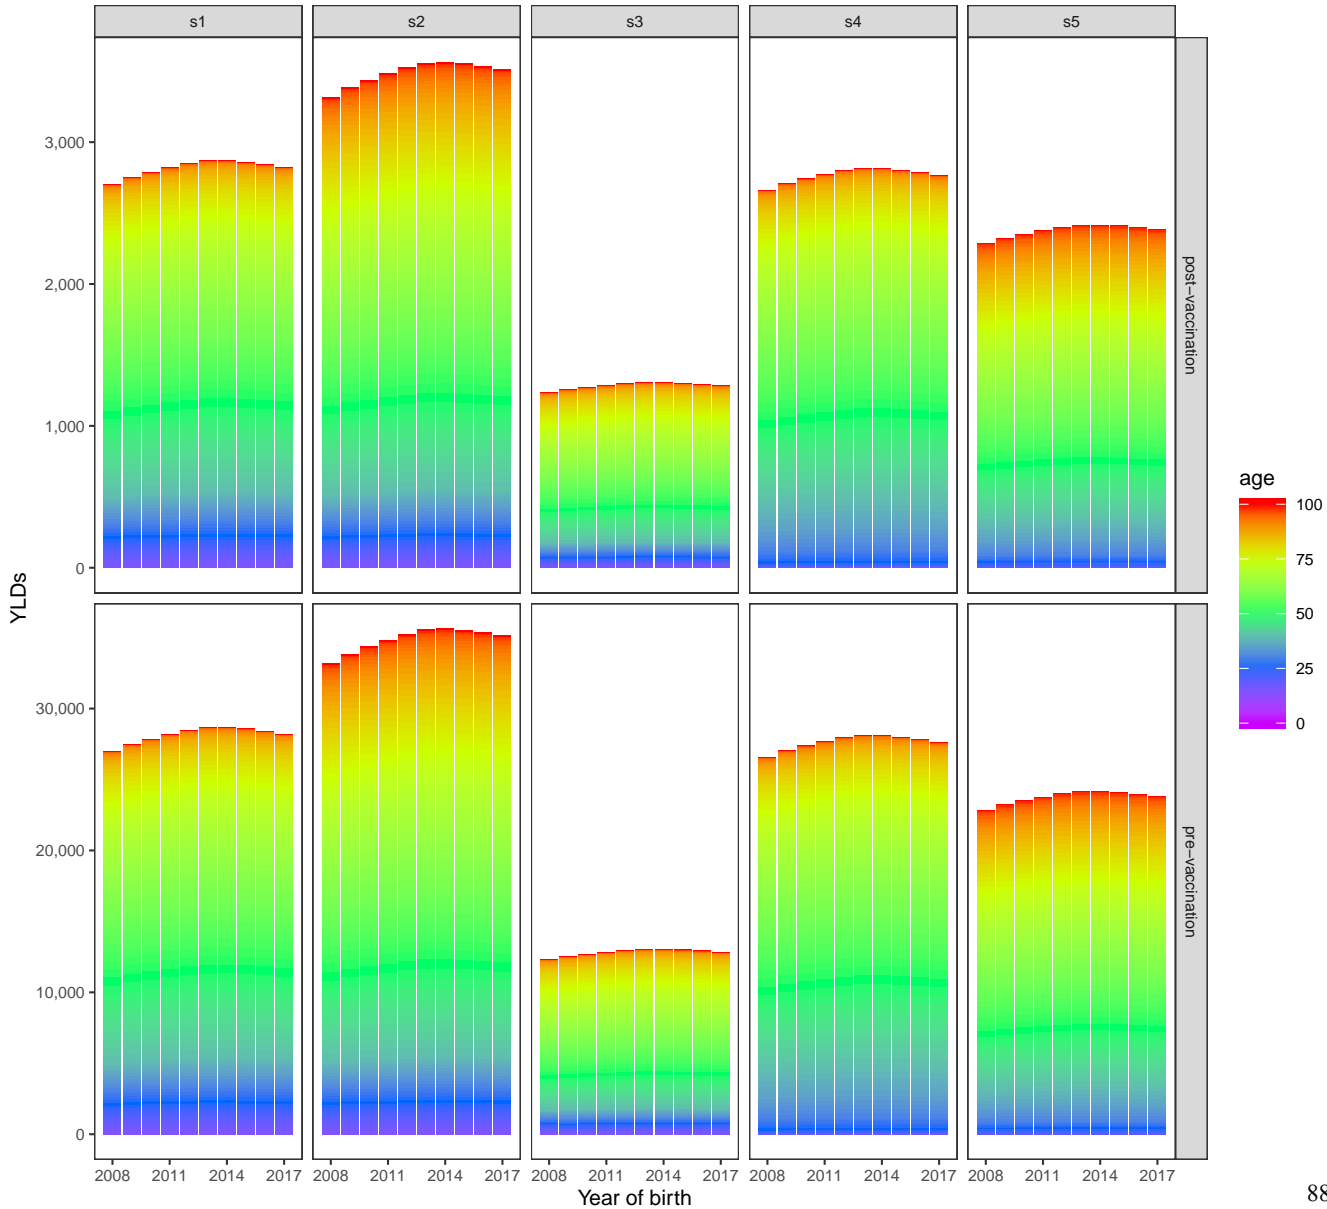 s1 s2 s3 s4 s5
3,000
2,000
1,000
0
post−vaccination
YLDs
30,000
20,000
10,000
0
pre−vaccination
age
100
75
50
25
0
2008 2011 2014 2017 2008 2011 2014 2017 2008 2011 2014 2017 2008 2011 2014 2017 2008 2011 2014 2017
Year of birth
88